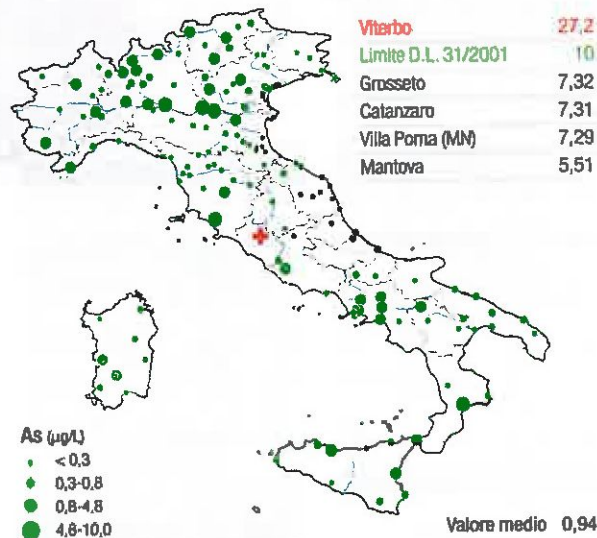 Viterbo 27,2
Limite D.L. 31/2001 10
Grosseto 7,32
Catanzaro 7,31
Villa Poma (MN) 7,29
Mantova 5,51
As (µg/L)
< 0,3
0,3-0,8
0,8-4,8
4,8-10,0
Valore medio 0,94